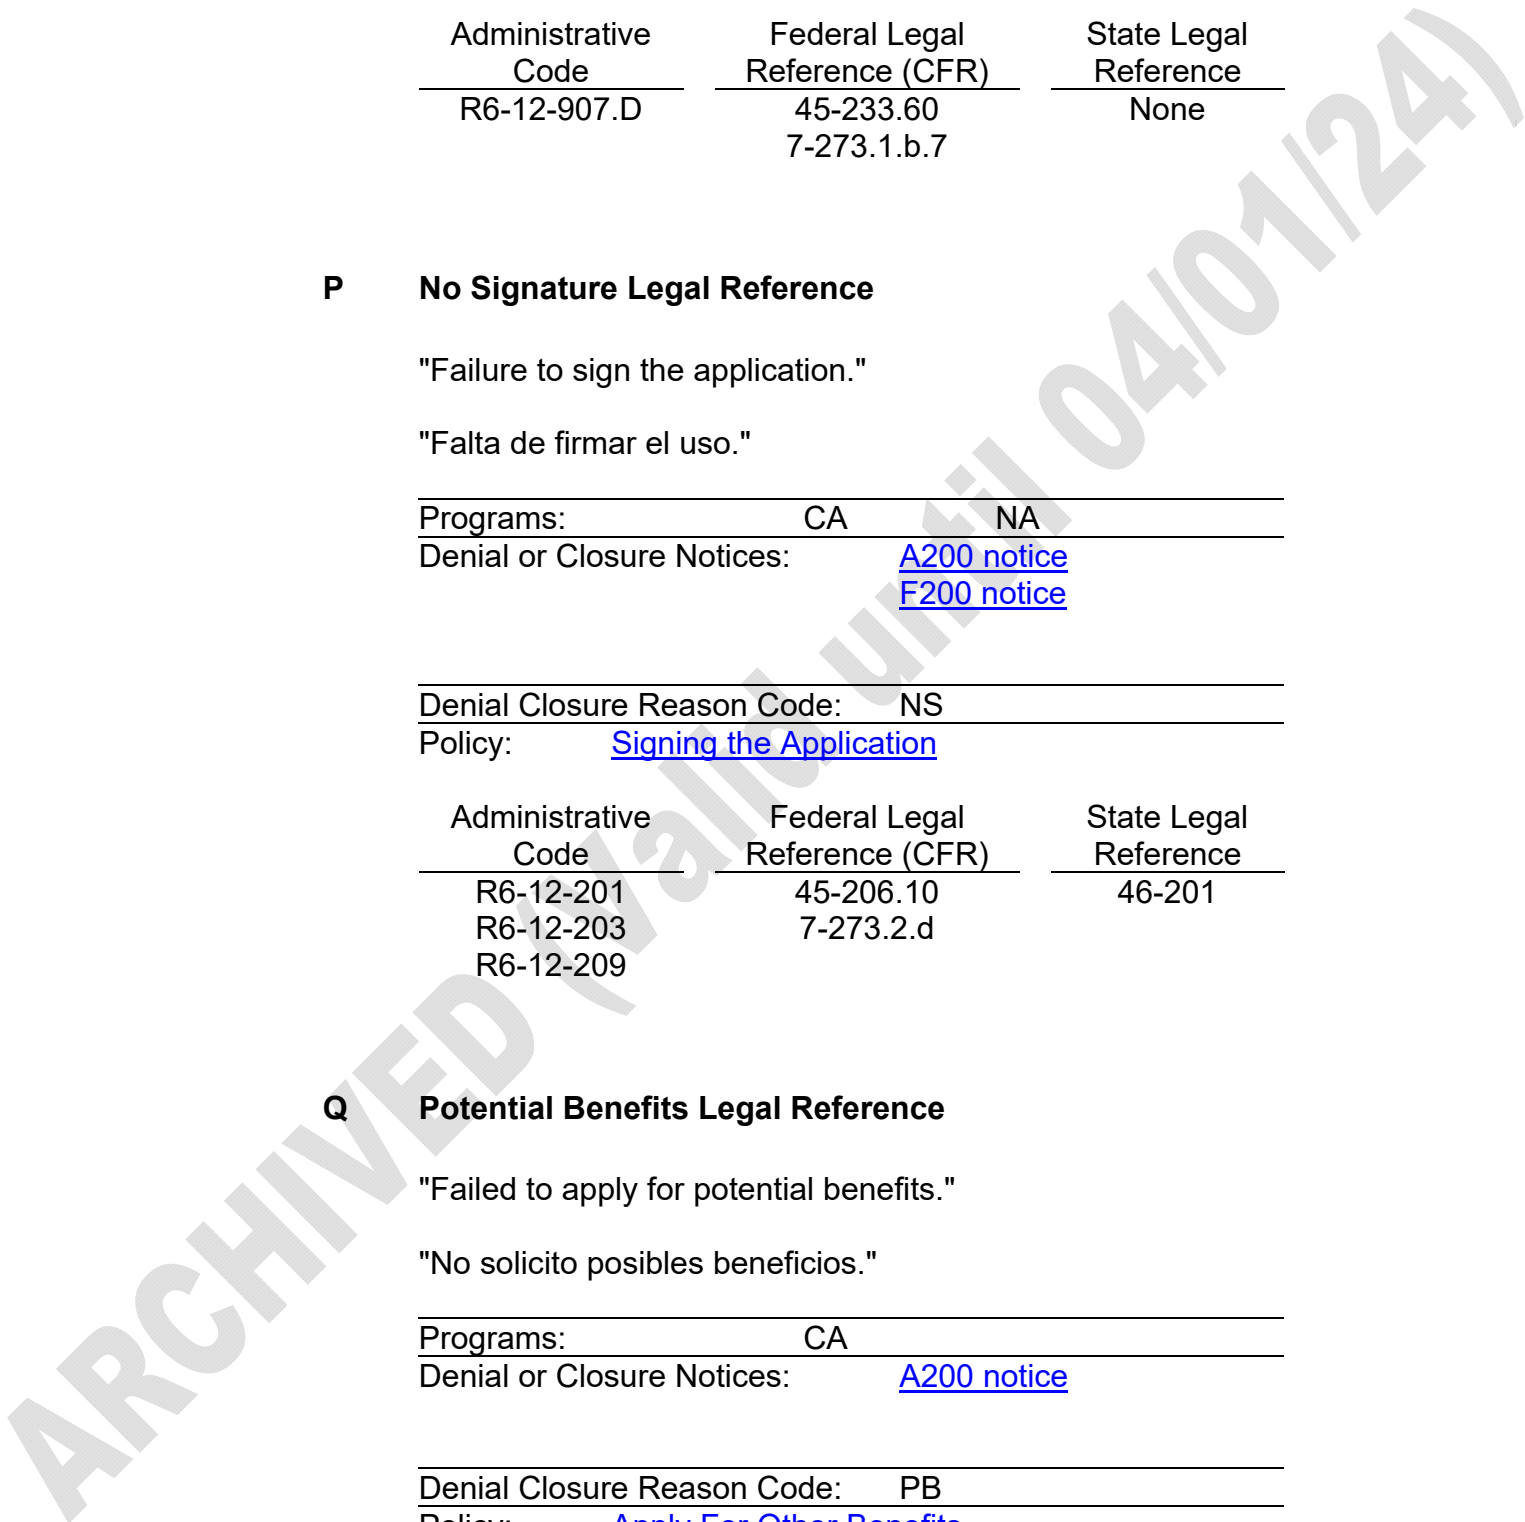 Administrative Federal Legal State Legal
Code Reference (CFR) Reference
R6-12-907.D 45-233.60 None
7-273.1.b.7
P No Signature Legal Reference
"Failure to sign the application."
"Falta de firmar el uso."
Programs: CA NA
Denial or Closure Notices: A200 notice
F200 notice
Denial Closure Reason Code: NS
Policy: Signing the Application
Administrative Federal Legal State Legal
Code Reference (CFR) Reference
R6-12-201 45-206.10 46-201
R6-12-203 7-273.2.d
R6-12-209
Q Potential Benefits Legal Reference
"Failed to apply for potential benefits."
"No solicito posibles beneficios."
Programs: CA
Denial or Closure Notices: A200 notice
Denial Closure Reason Code: PB
Policy: Apply For Other Benefits
ARCHIVED (Valid until 04/01/24)